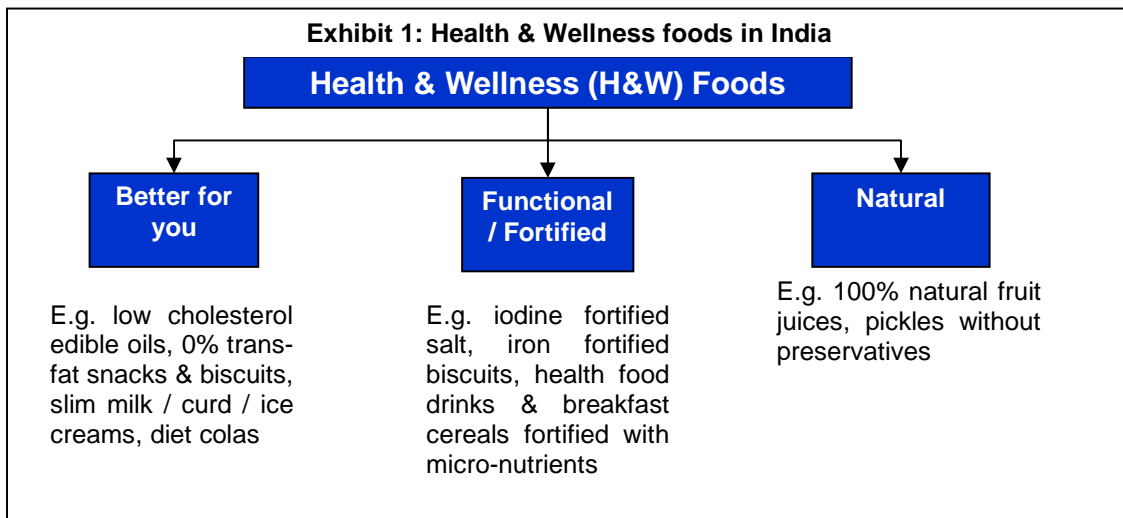 Exhibit 1: Health & Wellness foods in India
Health & Wellness (H&W) Foods
Better for
you
E.g. low cholesterol
edible oils, 0% trans-
fat snacks & biscuits,
slim milk / curd / ice
creams, diet colas
Functional
/ Fortified
E.g. iodine fortified
salt, iron fortified
biscuits, health food
drinks & breakfast
cereals fortified with
micro-nutrients
Natural
E.g. 100% natural fruit
juices, pickles without
preservatives